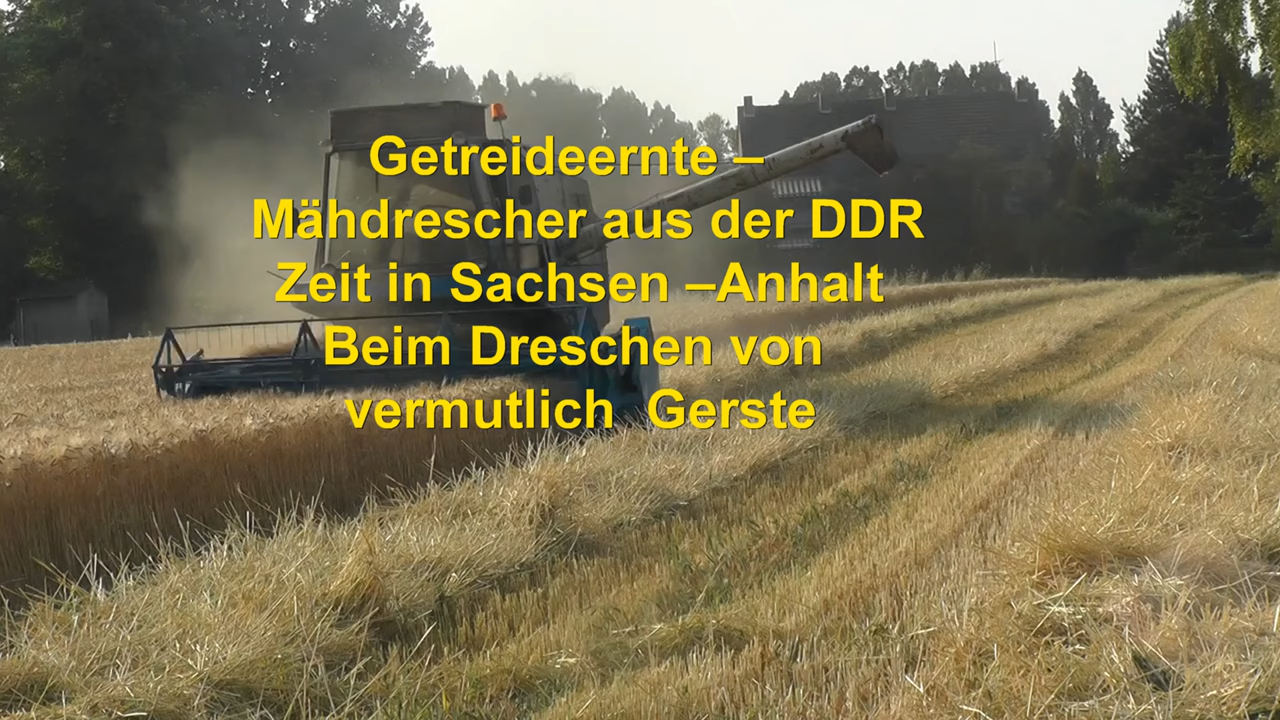 Getreideernte –
Mähdrescher aus der DDR
Zeit in Sachsen –Anhalt
Beim Dreschen von
vermutlich  Gerste